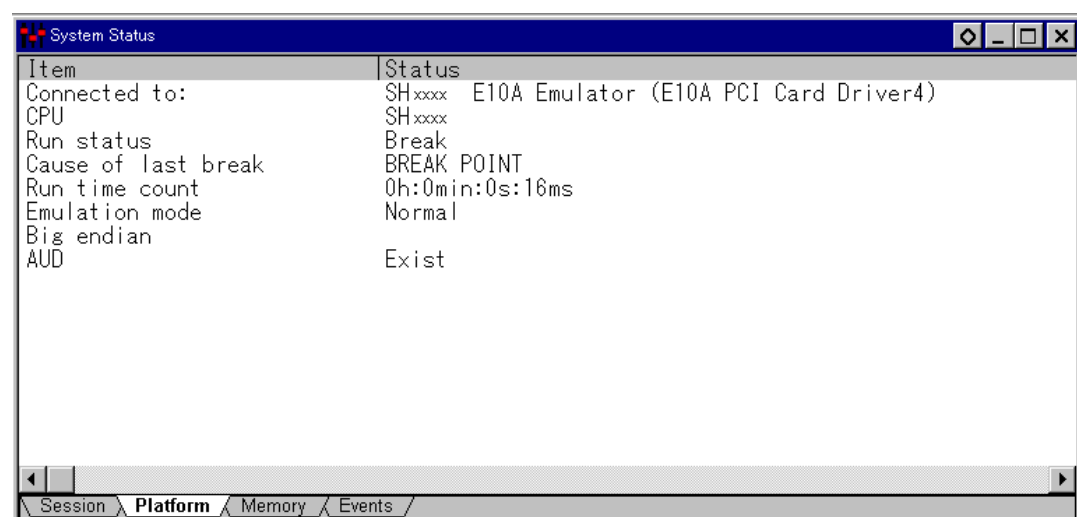 System Status
Item Status
Connected to: SHxxxx E10A Emulator (E10A PCI Card Driver4)
CPU SHxxxx
Run status Break
Cause of last break BREAK POINT
Run time count 0h:0min:0s:16ms
Emulation mode Normal
Big endian
AUD Exist
Session Platform Memory Events